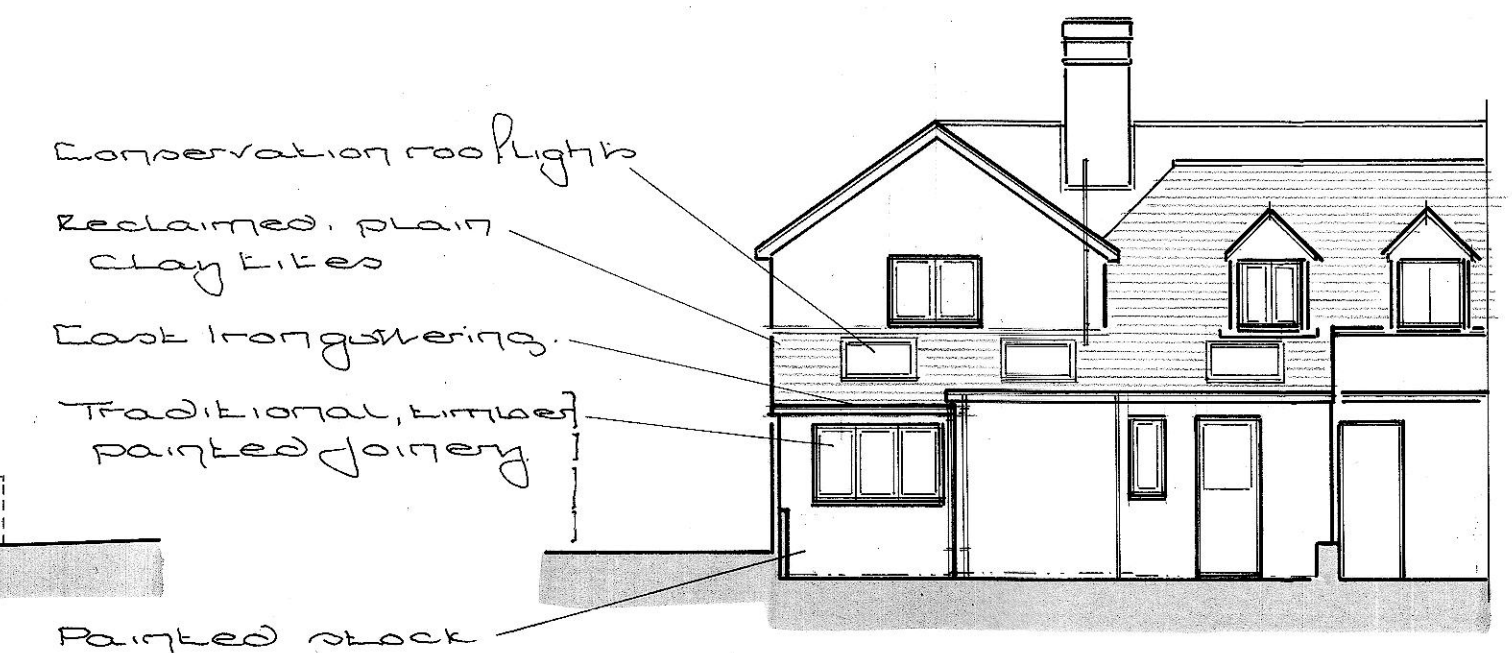 Conservation rooflights
Reclaimed, plain
clay tiles
Cast Iron guttering.
Traditional, timber
painted joinery
Painted stock